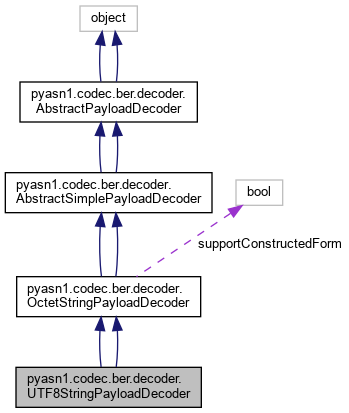 object
pyasn1.codec.ber.decoder.
AbstractPayloadDecoder
pyasn1.codec.ber.decoder.
AbstractSimplePayloadDecoder
bool
supportConstructedForm
pyasn1.codec.ber.decoder.
OctetStringPayloadDecoder
pyasn1.codec.ber.decoder.
UTF8StringPayloadDecoder